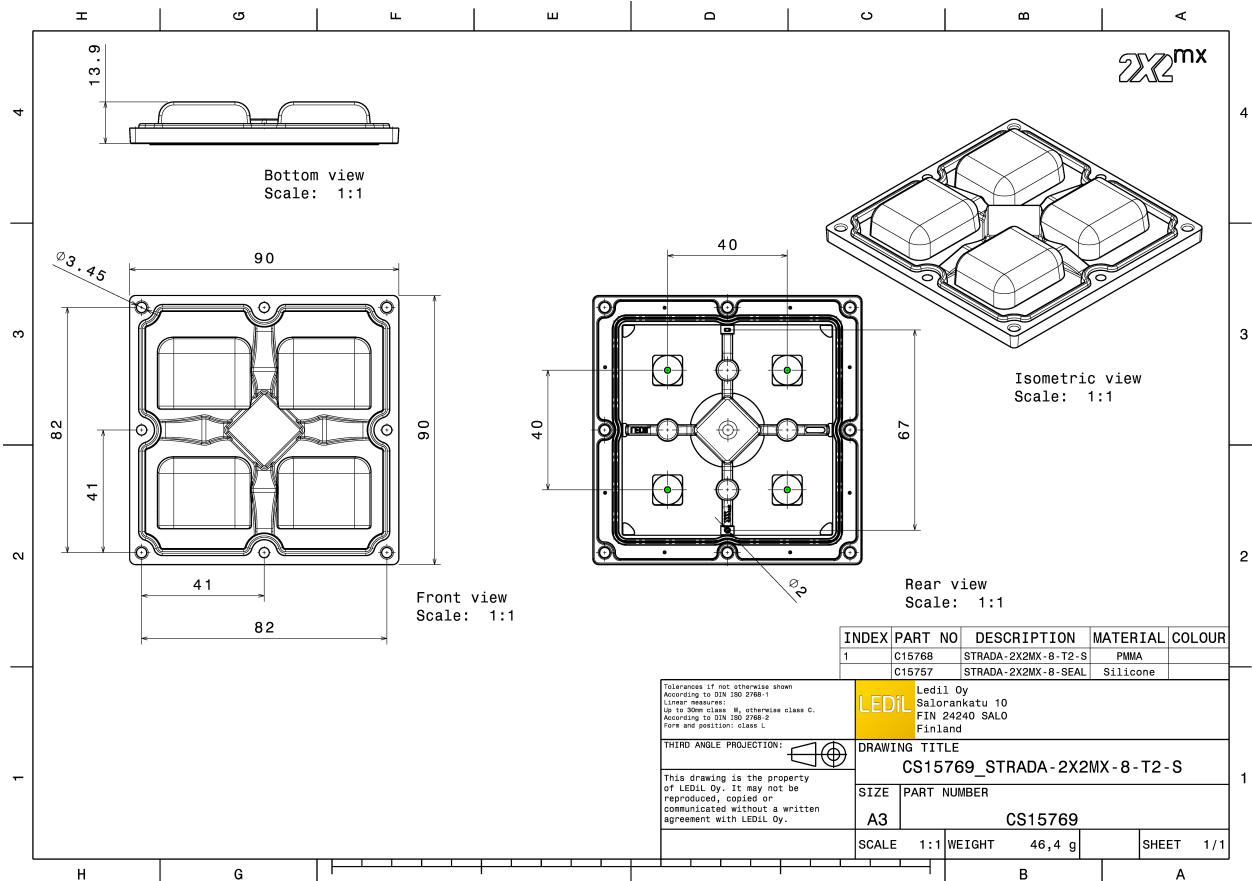 H G F E D C B A
2X2mx
4
4
13.9
Bottom view
Scale: 1:1
Ø3.45
90
40
3
3
Isometric view
Scale: 1:1
82
90
40
67
41
2
2
41
Ø2
Rear view
Scale: 1:1
Front view
Scale: 1:1
82
INDEX PART NO DESCRIPTION MATERIAL COLOUR
1 C15768 STRADA-2X2MX-8-T2-S PMMA
C15757 STRADA-2X2MX-8-SEAL Silicone
Tolerances if not otherwise shown
According to DIN ISO 2768-1
Linear measures:
Up to 30mm class M, otherwise class C.
According to DIN ISO 2768-2
Form and position: class L
LEDiL
Ledil Oy
Salorankatu 10
FIN 24240 SALO
Finland
THIRD ANGLE PROJECTION:
DRAWING TITLE
CS15769_STRADA-2X2MX-8-T2-S
1
1
This drawing is the property
of LEDiL Oy. It may not be
reproduced, copied or
communicated without a written
agreement with LEDiL Oy.
SIZE PART NUMBER
A3 CS15769
SCALE 1:1 WEIGHT 46,4 g SHEET 1/1
H G B A